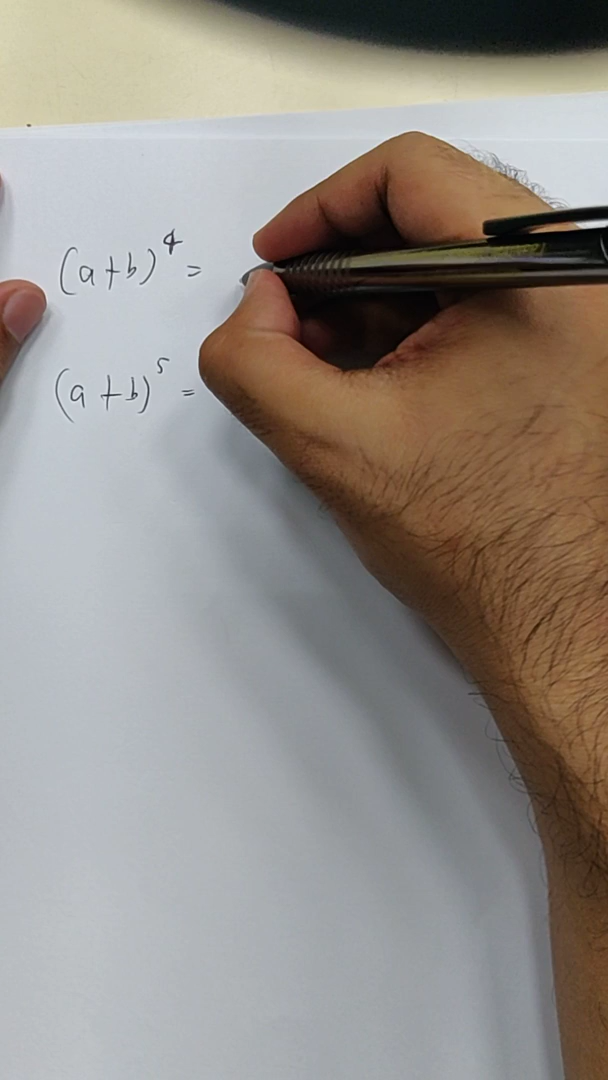 (a+b)⁴ =
(a+b)⁵ =